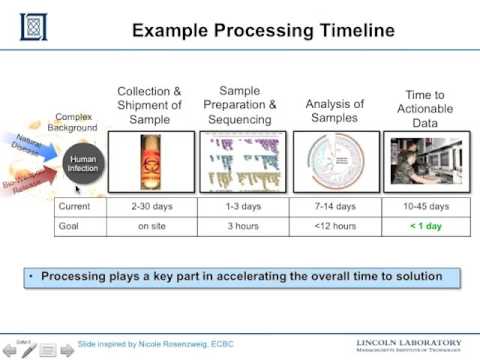 Example Processing Timeline
Complex
Background
Natural
Disease
Human
Infection
Release
Collection &
Shipment of
Sample
Sample
Preparation &
Sequencing
Analysis of
Samples
Time to
Actionable
Data
Current 2-30 days 1-3 days 7-14 days 10-45 days
Goal on site 3 hours <12 hours < 1 day
• Processing plays a key part in accelerating the overall time to solution
Slide inspired by Nicole Rosenzweig, ECBC
LINCOLN LABORATORY
MASSACHUSETTS INSTITUTE OF TECHNOLOGY